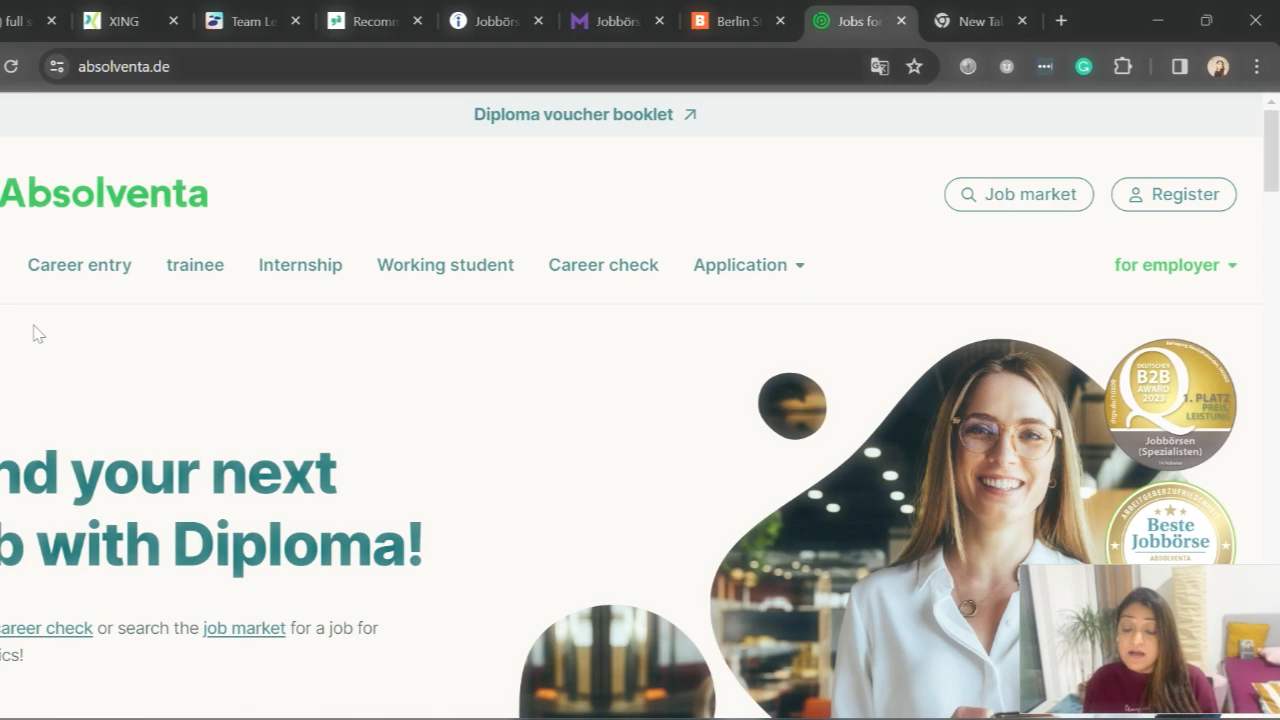 ) full s
XING
Team Le
Recomm
Jobbörs
Jobbörs
Berlin S
Jobs fo
New Tab
absolventa.de
Diploma voucher booklet
Absolventa
Job market
Register
Career entry
trainee
Internship
Working student
Career check
Application
for employer
nd your next
b with Diploma!
career check or search the job market for a job for
ics!
DEUTSCHER
B2B
AWARD
2023
1. PLATZ
PREIS
LEISTUNG
Jobbörsen
(Spezialisten)
ARBEITGEBERZUFRIEDENHEIT
Beste
Jobbörse
ABSOLVENTA